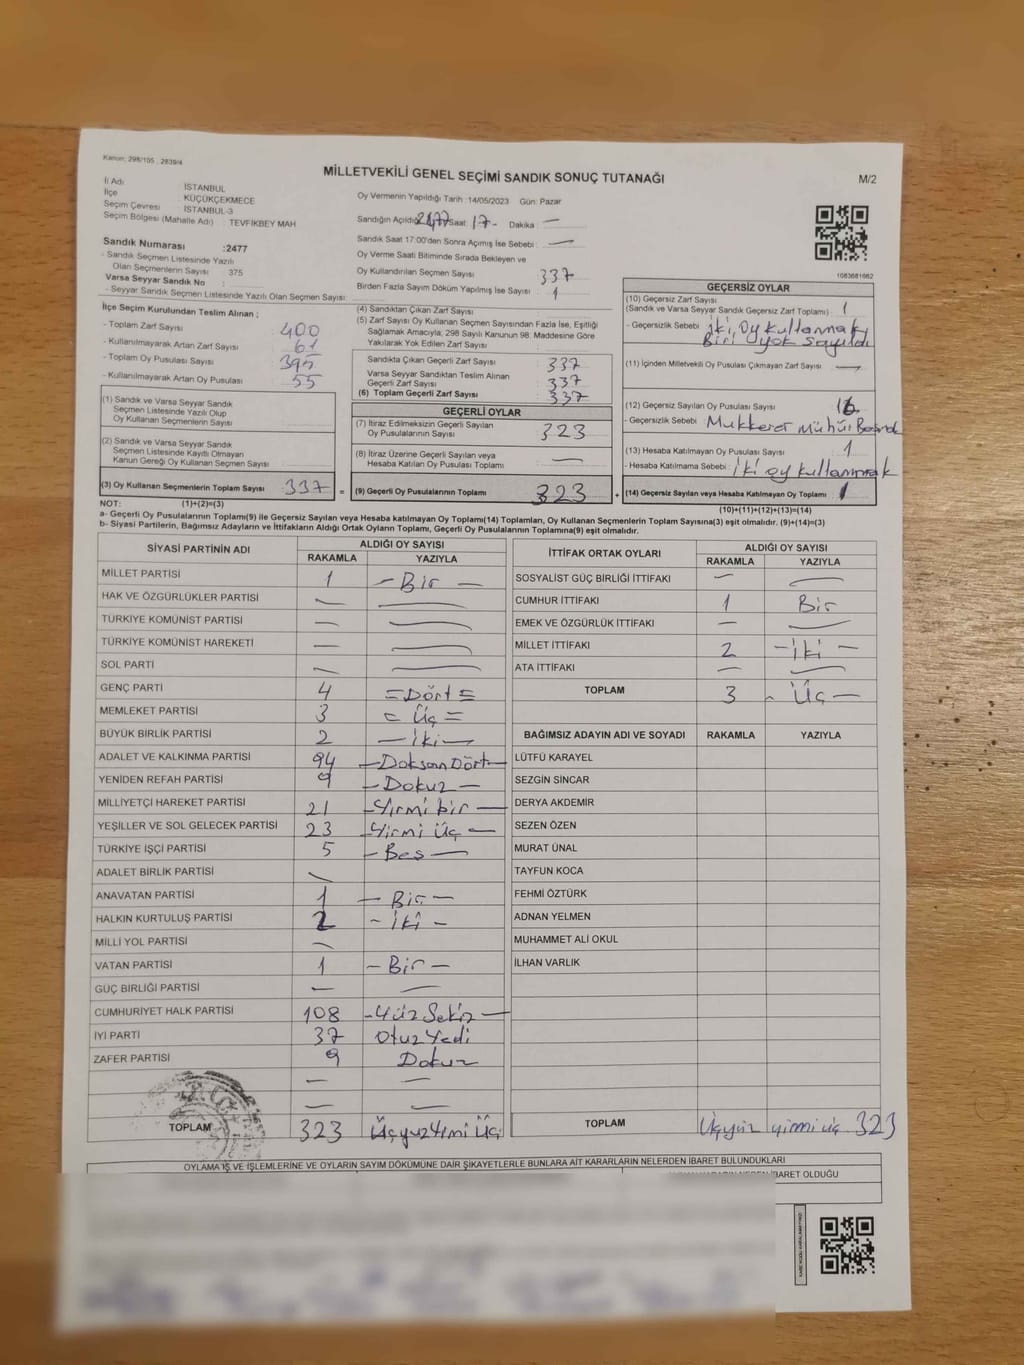 Kanun: 298/105 , 2839/4
MİLLETVEKİLİ GENEL SEÇİMİ SANDIK SONUÇ TUTANAĞI
M/2
İl Adı : İSTANBUL
İlçe : KÜÇÜKÇEKMECE
Seçim Çevresi : İSTANBUL-3
Seçim Bölgesi (Mahalle Adı) : TEVFİKBEY MAH
Sandık Numarası :2477
- Sandık Seçmen Listesinde Yazılı
Olan Seçmenlerin Sayısı : 375
Varsa Seyyar Sandık No :
- Seyyar Sandık Seçmen Listesinde Yazılı Olan Seçmen Sayısı:
Oy Vermenin Yapıldığı Tarih :14/05/2023 Gün: Pazar
Sandığın Açıldığı Saat: 17- Dakika : —
Sandık Saat 17:00'den Sonra Açımış İse Sebebi : —
Oy Verme Saati Bitiminde Sırada Bekleyen ve
Oy Kullandırılan Seçmen Sayısı : 337
Birden Fazla Sayım Döküm Yapılmış İse Sayısı : 1
1083681662
İlçe Seçim Kurulundan Teslim Alınan ;
- Toplam Zarf Sayısı : 400
- Kullanılmayarak Artan Zarf Sayısı : 61
- Toplam Oy Pusulası Sayısı : 395
- Kullanılmayarak Artan Oy Pusulası : 55
(1) Sandık ve Varsa Seyyar Sandık
Seçmen Listesinde Yazılı Olup
Oy Kullanan Seçmenlerin Sayısı :
(2) Sandık ve Varsa Seyyar Sandık
Seçmen Listesinde Kayıtlı Olmayan
Kanun Gereği Oy Kullanan Seçmen Sayısı :
(3) Oy Kullanan Seçmenlerin Toplam Sayısı : 337
(4) Sandıktan Çıkan Zarf Sayısı :
(5) Zarf Sayısı Oy Kullanan Seçmen Sayısından Fazla İse, Eşitliği
Sağlamak Amacıyla, 298 Sayılı Kanunun 98. Maddesine Göre
Yakılarak Yok Edilen Zarf Sayısı :
Sandıkta Çıkan Geçerli Zarf Sayısı : 337
Varsa Seyyar Sandıktan Teslim Alınan
Geçerli Zarf Sayısı : 337
(6) Toplam Geçerli Zarf Sayısı : 337
GEÇERLİ OYLAR
(7) İtiraz Edilmeksizin Geçerli Sayılan
Oy Pusulalarının Sayısı : 323
(8) İtiraz Üzerine Geçerli Sayılan veya
Hesaba Katılan Oy Pusulası Toplamı : —
= (9) Geçerli Oy Pusulalarının Toplamı : 323
GEÇERSİZ OYLAR
(10) Geçersiz Zarf Sayısı
(Sandık ve Varsa Seyyar Sandık Geçersiz Zarf Toplamı) : 1
- Geçersizlik Sebebi : iki, oy kullanmak
Biri yok sayıldı
(11) İçinden Milletvekili Oy Pusulası Çıkmayan Zarf Sayısı : —
(12) Geçersiz Sayılan Oy Pusulası Sayısı :
- Geçersizlik Sebebi : Mukkerer Mühür
(13) Hesaba Katılmayan Oy Pusulası Sayısı : 1
- Hesaba Katılmama Sebebi : iki oy kullanmak
+ (14) Geçersiz Sayılan veya Hesaba Katılmayan Oy Toplamı :
NOT: (1)+(2)=(3)
(10)+(11)+(12)+(13)=(14)
a- Geçerli Oy Pusulalarının Toplamı(9) ile Geçersiz Sayılan veya Hesaba katılmayan Oy Toplamı(14) Toplamları, Oy Kullanan Seçmenlerin Toplam Sayısına(3) eşit olmalıdır. (9)+(14)=(3)
b- Siyasi Partilerin, Bağımsız Adayların ve İttifakların Aldığı Ortak Oyların Toplamı, Geçerli Oy Pusulalarının Toplamına(9) eşit olmalıdır.
SİYASİ PARTİNİN ADI ALDIĞI OY SAYISI
RAKAMLA YAZIYLA
MİLLET PARTİSİ 1 - Bir -
HAK VE ÖZGÜRLÜKLER PARTİSİ — —
TÜRKİYE KOMÜNİST PARTİSİ — —
TÜRKİYE KOMÜNİST HAREKETİ — —
SOL PARTİ — —
GENÇ PARTİ 4 = Dört =
MEMLEKET PARTİSİ 3 = Üç =
BÜYÜK BİRLİK PARTİSİ 2 - iki -
ADALET VE KALKINMA PARTİSİ 94 - Doksan Dört -
YENİDEN REFAH PARTİSİ 9 - Dokuz -
MİLLİYETÇİ HAREKET PARTİSİ 21 - Yirmi bir -
YEŞİLLER VE SOL GELECEK PARTİSİ 23 - Yirmi Üç -
TÜRKİYE İŞÇİ PARTİSİ 5 - Beş -
ADALET BİRLİK PARTİSİ —
ANAVATAN PARTİSİ 1 - Bir -
HALKIN KURTULUŞ PARTİSİ 2 - iki -
MİLLİ YOL PARTİSİ —
VATAN PARTİSİ 1 - Bir -
GÜÇ BİRLİĞİ PARTİSİ — —
CUMHURİYET HALK PARTİSİ 108 - Yüz Sekiz -
İYİ PARTİ 37 Otuz Yedi
ZAFER PARTİSİ 9 Dokuz
— —
— —
TOPLAM 323 Üçyüz Yirmi Üç
İTTİFAK ORTAK OYLARI ALDIĞI OY SAYISI
RAKAMLA YAZIYLA
SOSYALİST GÜÇ BİRLİĞİ İTTİFAKI — —
CUMHUR İTTİFAKI 1 Bir
EMEK VE ÖZGÜRLÜK İTTİFAKI — —
MİLLET İTTİFAKI 2 - iki -
ATA İTTİFAKI — —
TOPLAM 3 - Üç -
BAĞIMSIZ ADAYIN ADI VE SOYADI RAKAMLA YAZIYLA
LÜTFÜ KARAYEL
SEZGİN SİNCAR
DERYA AKDEMİR
SEZEN ÖZEN
MURAT ÜNAL
TAYFUN KOCA
FEHMİ ÖZTÜRK
ADNAN YELMEN
MUHAMMET ALİ OKUL
İLHAN VARLIK
TOPLAM Üçyüz yirmi üç 323
OYLAMA İŞ VE İŞLEMLERİNE VE OYLARIN SAYIM DÖKÜMÜNE DAİR ŞİKAYETLERLE BUNLARA AİT KARARLARIN NELERDEN İBARET BULUNDUKLARI
İBARET OLDUĞU